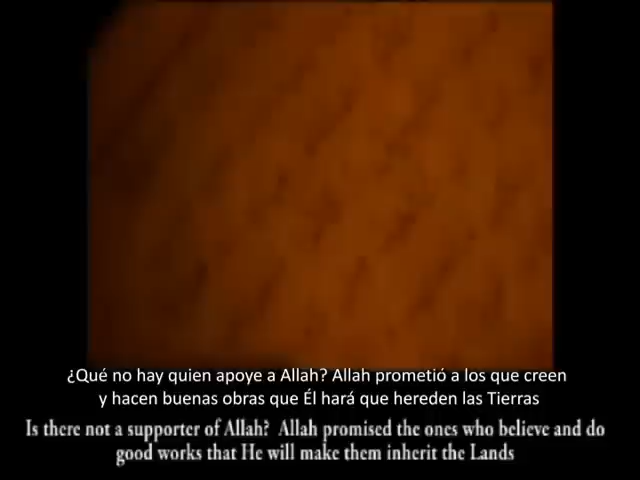 ¿Qué no hay quien apoye a Allah? Allah prometió a los que creen
y hacen buenas obras que Él hará que hereden las Tierras
Is there not a supporter of Allah?  Allah promised the ones who believe and do
good works that He will make them inherit the Lands